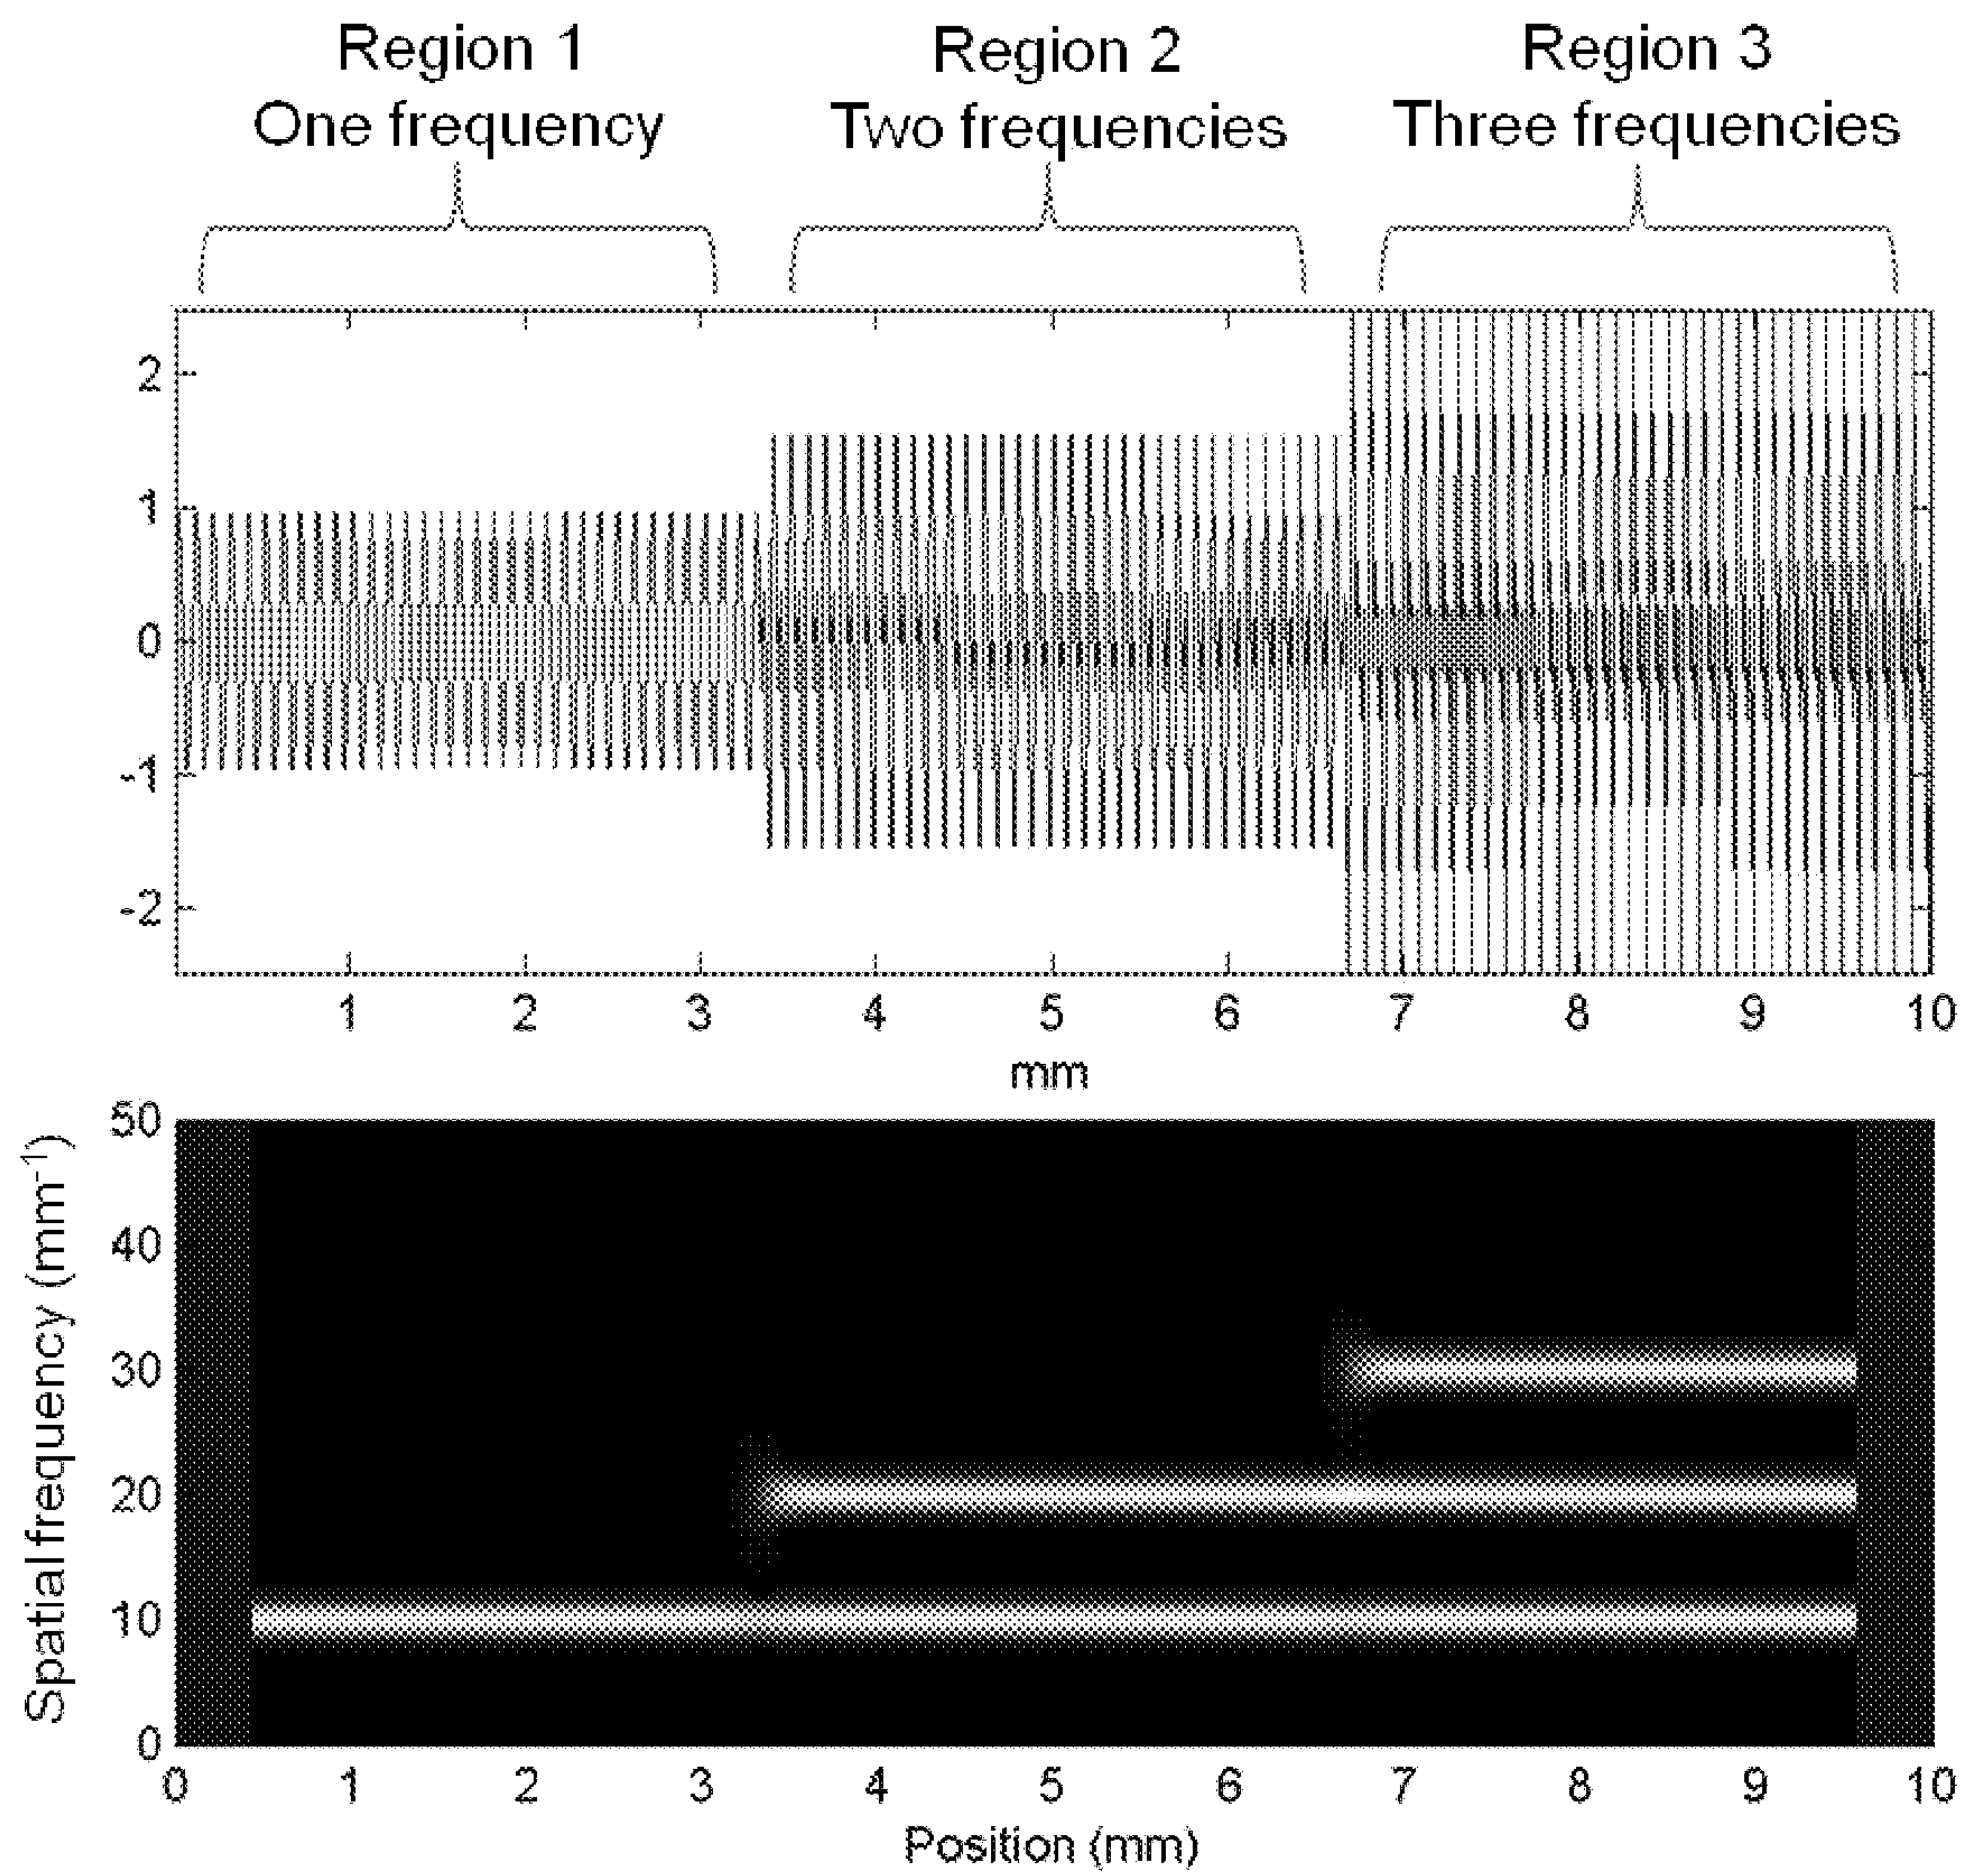 Region 1 Region 2 Region 3
One frequency Two frequencies Three frequencies
2
1
0
-1
-2
1 2 3 4 5 6 7 8 9 10
mm
50
40
30
20
10
0
Spatial frequency (mm-1)
0 1 2 3 4 5 6 7 8 9 10
Position (mm)